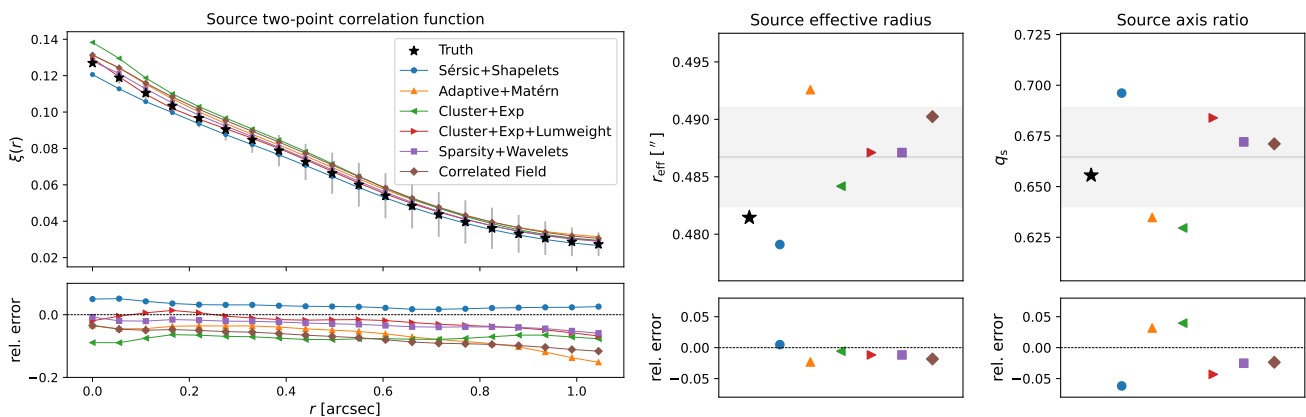 Source two-point correlation function
0.14
0.12
0.10
0.08
0.06
0.04
0.02
ξ(r)
Truth
Sérsic+Shapelets
Adaptive+Matérn
Cluster+Exp
Cluster+Exp+Lumweight
Sparsity+Wavelets
Correlated Field
0.0
−0.2
rel. error
0.0 0.2 0.4 0.6 0.8 1.0
r [arcsec]
Source effective radius
0.495
0.490
0.485
0.480
r_eff [″]
0.05
0.00
−0.05
rel. error
Source axis ratio
0.725
0.700
0.675
0.650
0.625
q_s
0.05
0.00
−0.05
rel. error